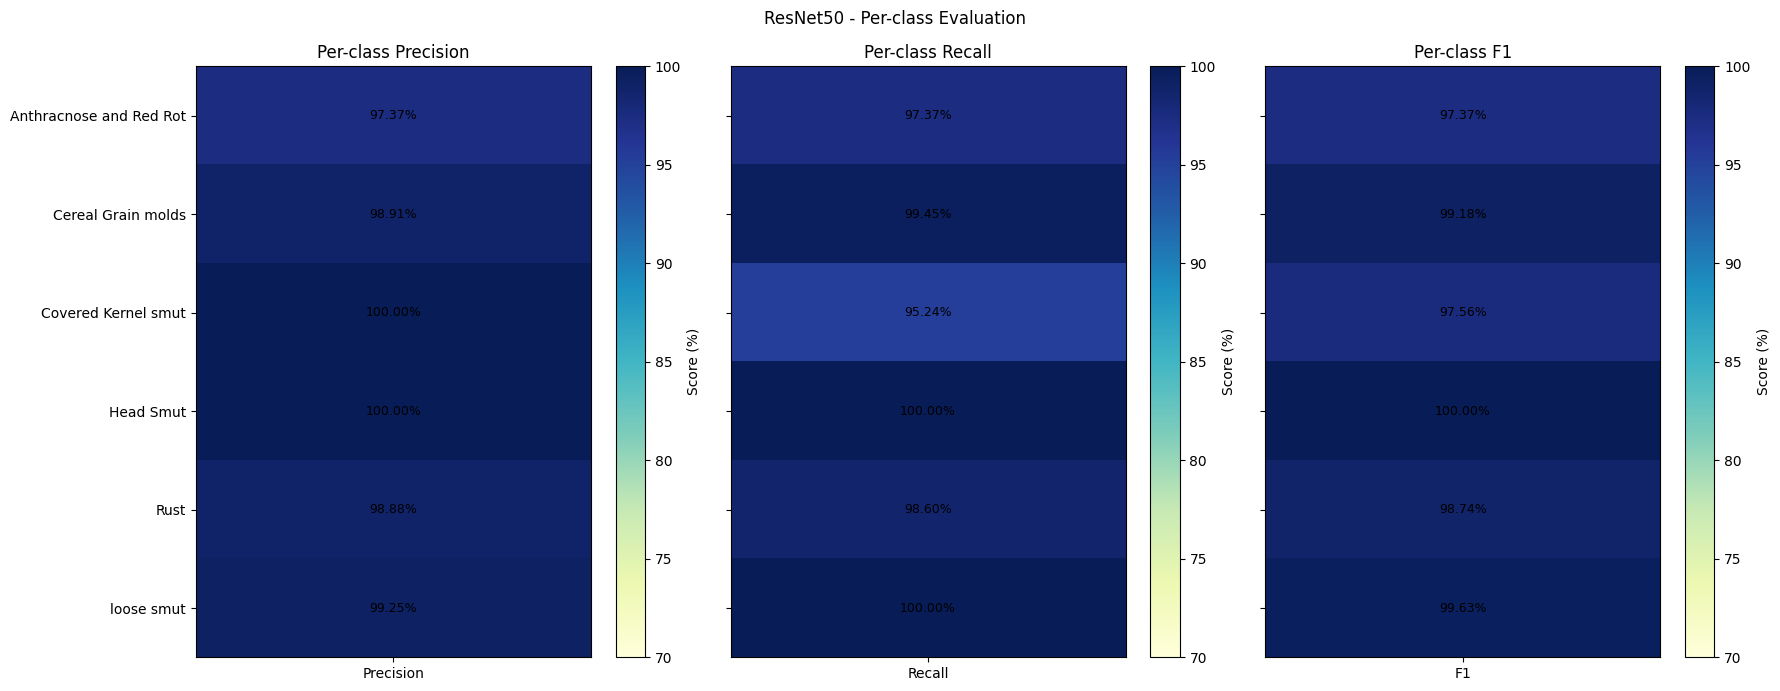 ResNet50 - Per-class Evaluation
Per-class Precision
Anthracnose and Red Rot
Cereal Grain molds
Covered Kernel smut
Head Smut
Rust
loose smut
97.37%
98.91%
100.00%
100.00%
98.88%
99.25%
Precision
100
95
90
85
80
75
70
Score (%)
Per-class Recall
97.37%
99.45%
95.24%
100.00%
98.60%
100.00%
Recall
100
95
90
85
80
75
70
Score (%)
Per-class F1
97.37%
99.18%
97.56%
100.00%
98.74%
99.63%
F1
100
95
90
85
80
75
70
Score (%)